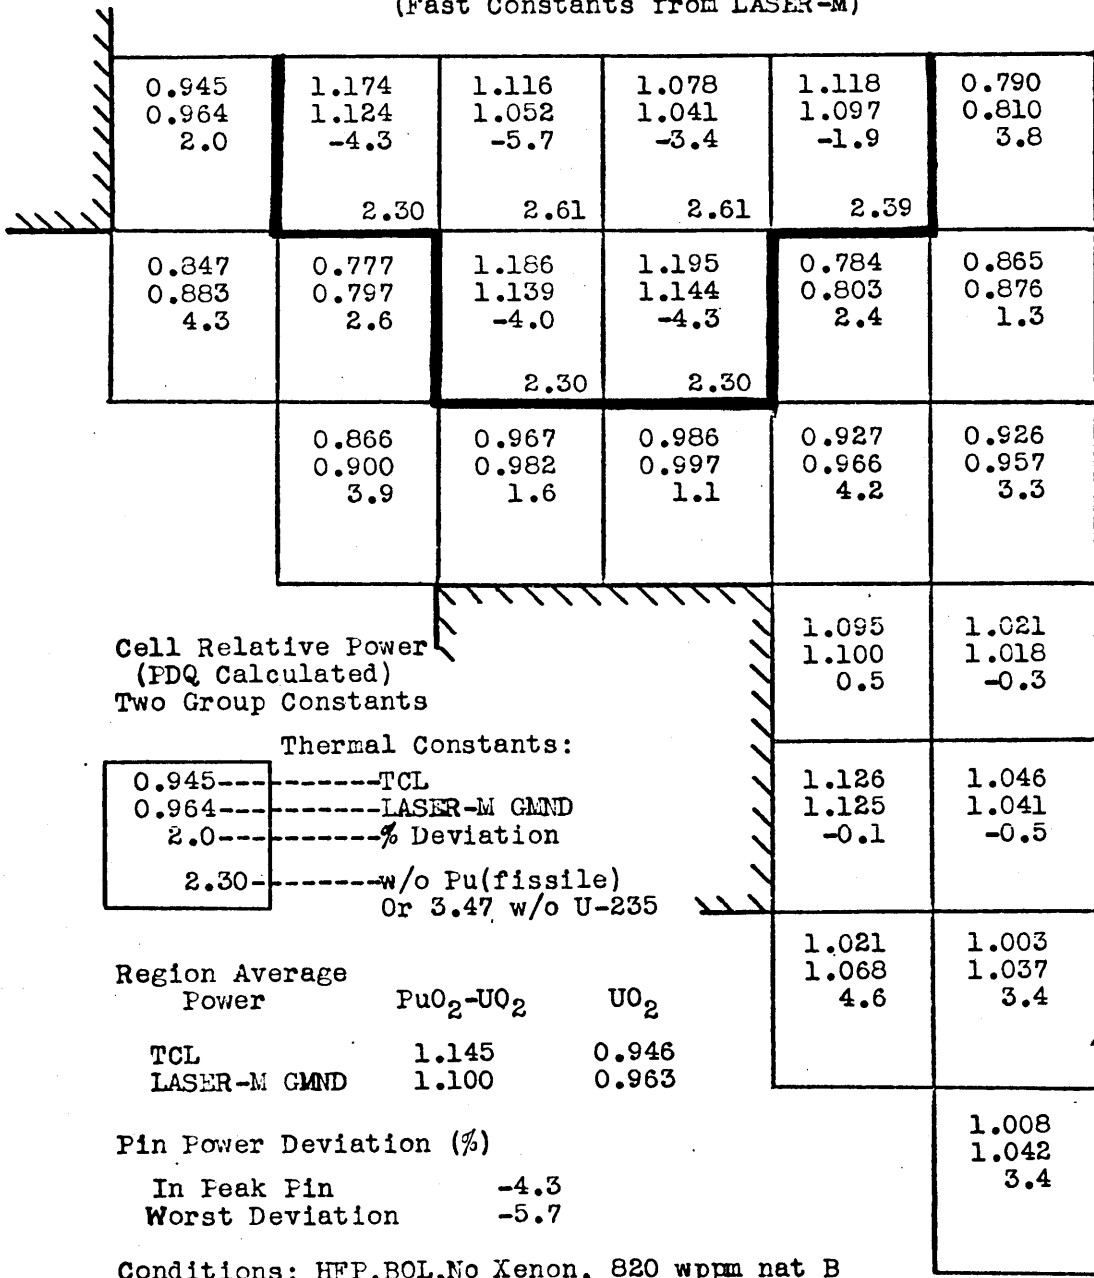 (Fast Constants from LASER-M)
0.945 1.174 1.116 1.078 1.118 0.790
0.964 1.124 1.052 1.041 1.097 0.810
2.0 -4.3 -5.7 -3.4 -1.9 3.8
2.30 2.61 2.61 2.39
0.847 0.777 1.186 1.195 0.784 0.865
0.883 0.797 1.139 1.144 0.803 0.876
4.3 2.6 -4.0 -4.3 2.4 1.3
2.30 2.30
0.866 0.967 0.986 0.927 0.926
0.900 0.982 0.997 0.966 0.957
3.9 1.6 1.1 4.2 3.3
1.095 1.021
1.100 1.018
0.5 -0.3
1.126 1.046
1.125 1.041
-0.1 -0.5
1.021 1.003
1.068 1.037
4.6 3.4
1.008
1.042
3.4
Cell Relative Power
(PDQ Calculated)
Two Group Constants
Thermal Constants:
0.945---------TCL
0.964---------LASER-M GMND
2.0---------% Deviation
2.30---------w/o Pu(fissile)
Or 3.47 w/o U-235
Region Average
Power PuO2-UO2 UO2
TCL 1.145 0.946
LASER-M GMND 1.100 0.963
Pin Power Deviation (%)
In Peak Pin -4.3
Worst Deviation -5.7
Conditions: HFP,BOL,No Xenon, 820 wppm nat B